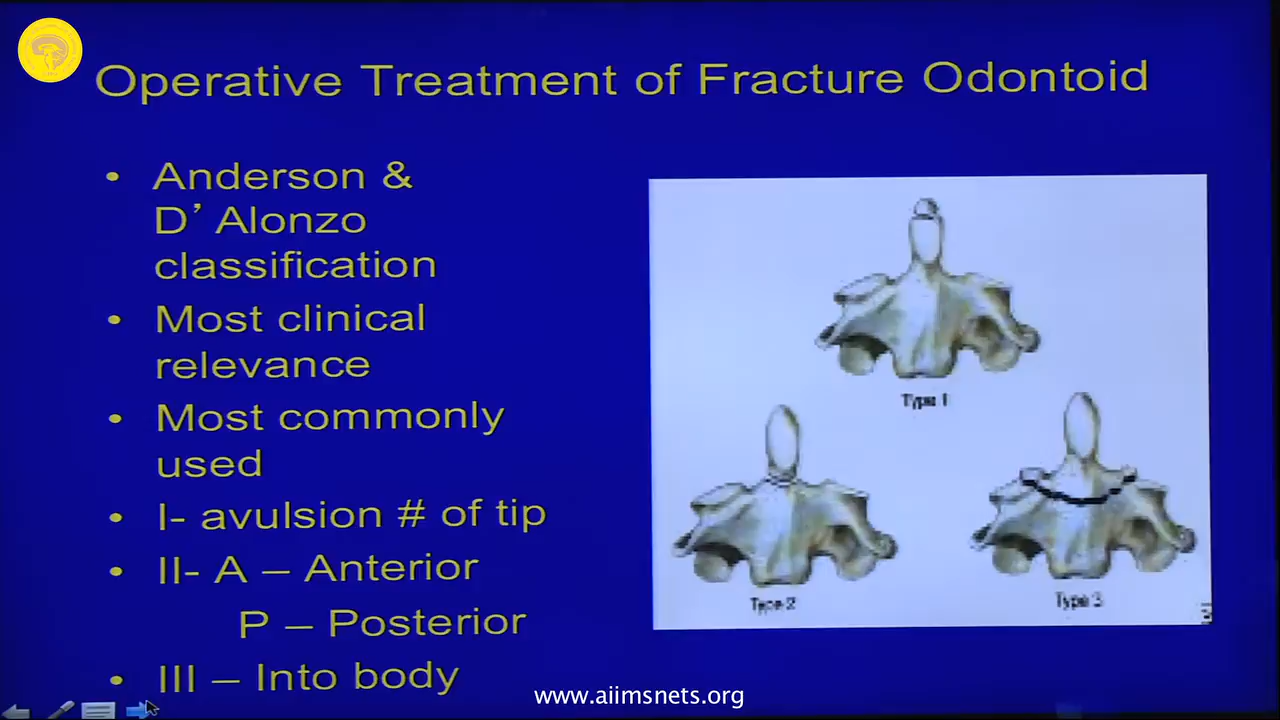 Operative Treatment of Fracture Odontoid
• Anderson &
D’ Alonzo
classification
• Most clinical
relevance
• Most commonly
used
• I- avulsion # of tip
• II- A – Anterior
P – Posterior
• III – Into body
Type 1
Type 2
Type 3
www.aiimsnets.org